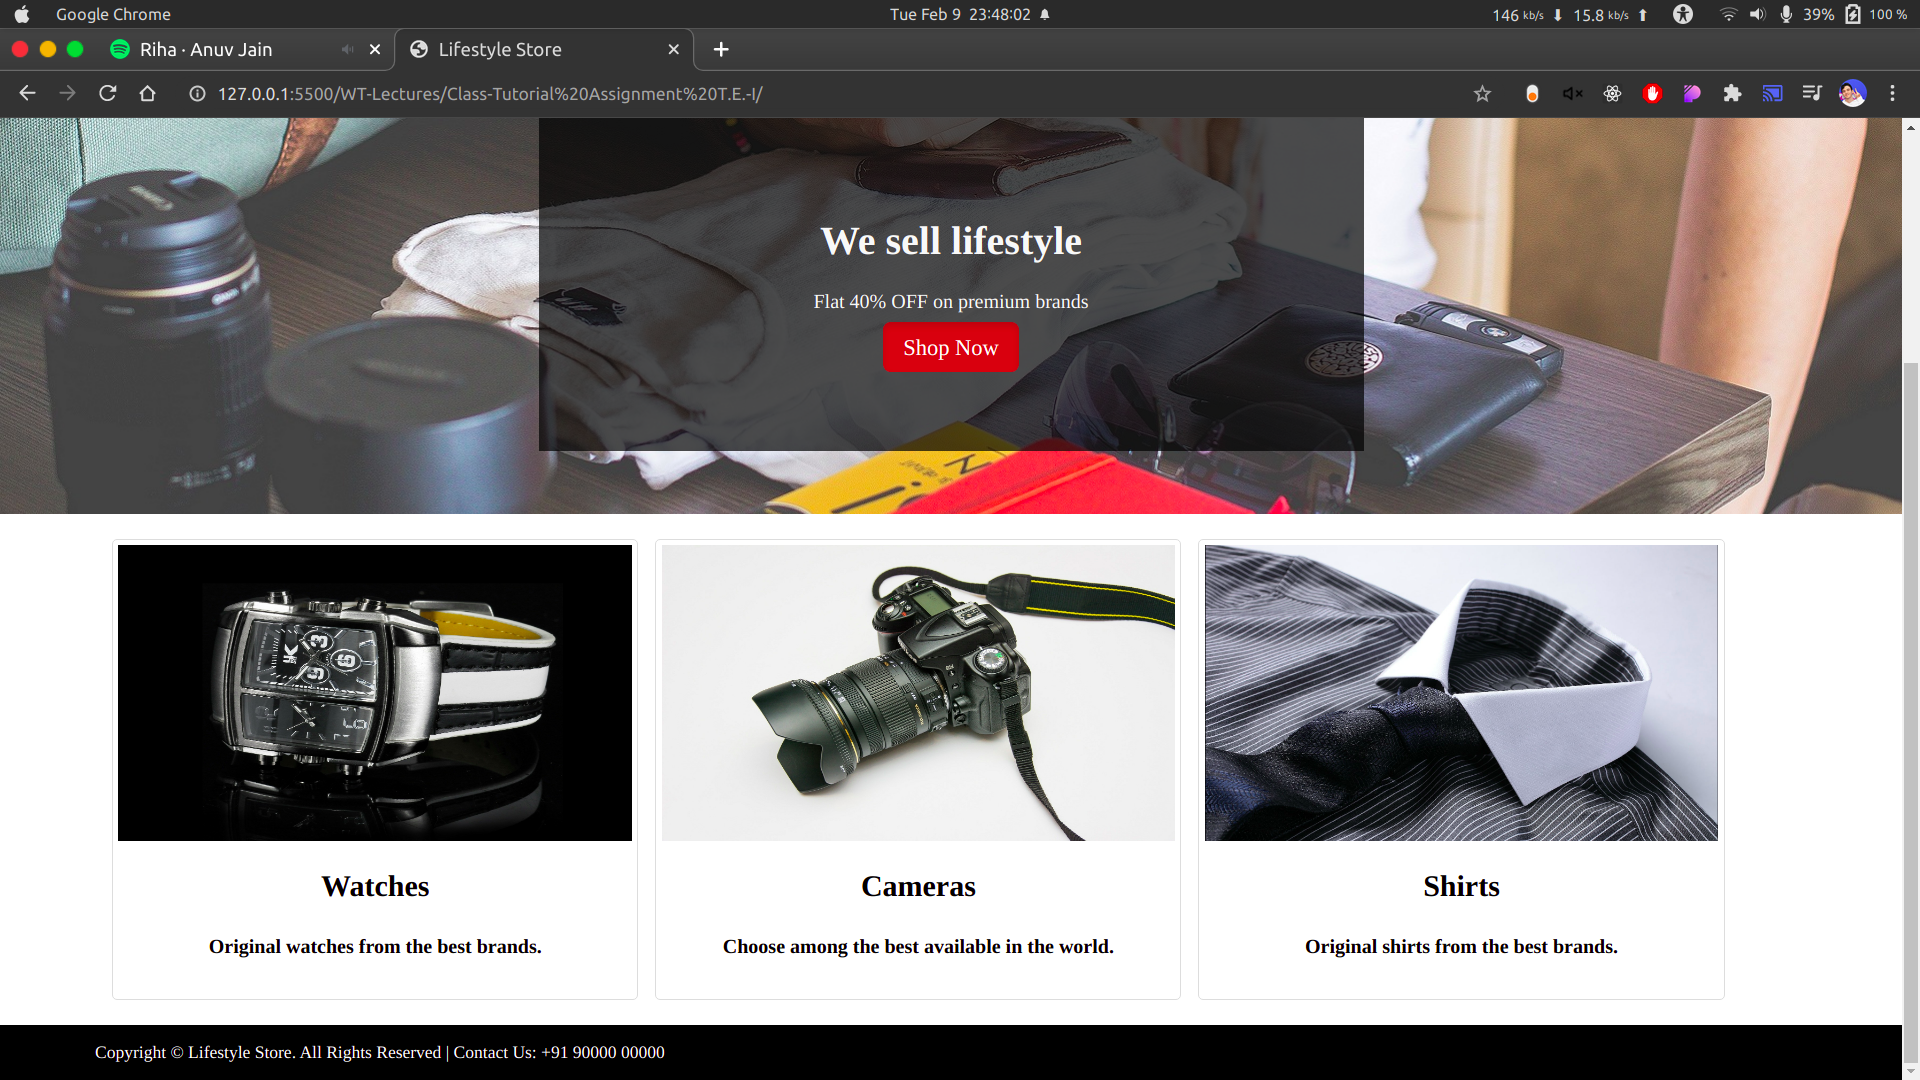 Google Chrome
Tue Feb 9 23:48:02
146 kb/s 15.8 kb/s 39% 100 %
Riha · Anuv Jain
Lifestyle Store
127.0.0.1:5500/WT-Lectures/Class-Tutorial%20Assignment%20T.E.-I/
We sell lifestyle
Flat 40% OFF on premium brands
Shop Now
Watches
Cameras
Shirts
Original watches from the best brands.
Choose among the best available in the world.
Original shirts from the best brands.
Copyright © Lifestyle Store. All Rights Reserved | Contact Us: +91 90000 00000